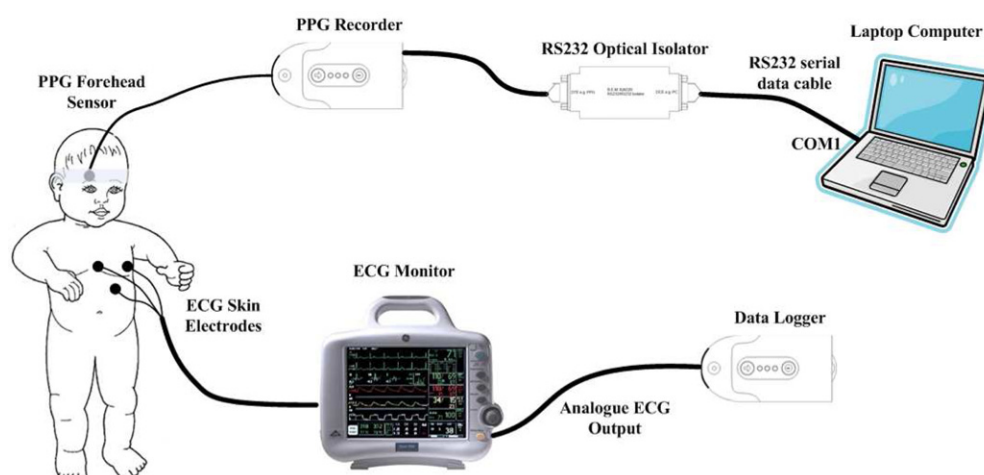 PPG Recorder
RS232 Optical Isolator
Laptop Computer
PPG Forehead
Sensor
RS232 serial
data cable
COM1
ECG Skin
Electrodes
ECG Monitor
Data Logger
Analogue ECG
Output